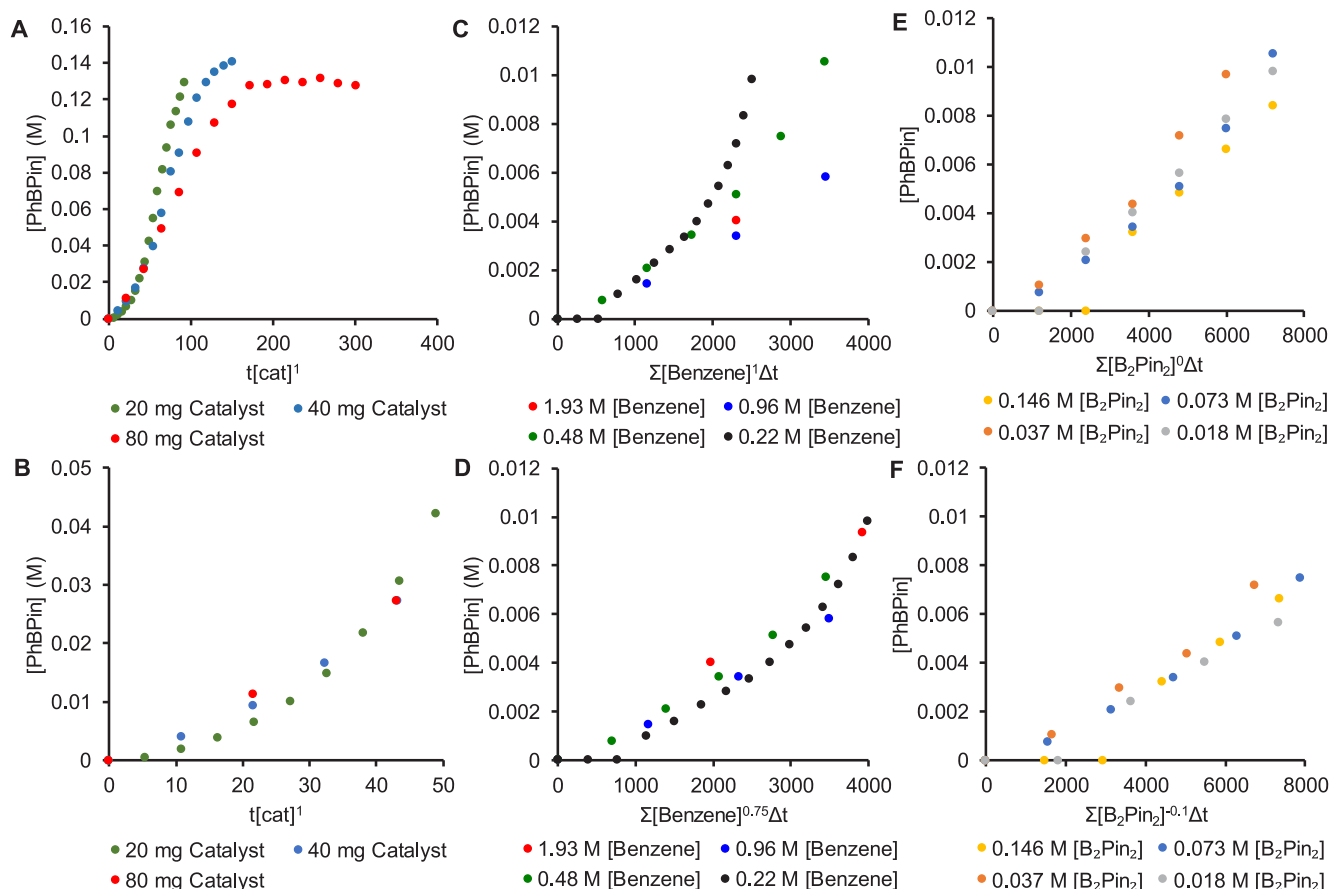 A
[PhBPin] (M)
0.16
0.14
0.12
0.1
0.08
0.06
0.04
0.02
0
0 100 200 300 400
t[cat]¹
20 mg Catalyst 40 mg Catalyst
80 mg Catalyst
B
[PhBPin] (M)
0.05
0.04
0.03
0.02
0.01
0
0 10 20 30 40 50
t[cat]¹
20 mg Catalyst 40 mg Catalyst
80 mg Catalyst
C
[PhBPin] (M)
0.012
0.01
0.008
0.006
0.004
0.002
0
0 1000 2000 3000 4000
Σ[Benzene]¹Δt
1.93 M [Benzene] 0.96 M [Benzene]
0.48 M [Benzene] 0.22 M [Benzene]
D
[PhBPin] (M)
0.012
0.01
0.008
0.006
0.004
0.002
0
0 1000 2000 3000 4000
Σ[Benzene]⁰·⁷⁵Δt
1.93 M [Benzene] 0.96 M [Benzene]
0.48 M [Benzene] 0.22 M [Benzene]
E
[PhBPin]
0.012
0.01
0.008
0.006
0.004
0.002
0
0 2000 4000 6000 8000
Σ[B₂Pin₂]⁰Δt
0.146 M [B₂Pin₂] 0.073 M [B₂Pin₂]
0.037 M [B₂Pin₂] 0.018 M [B₂Pin₂]
F
[PhBPin]
0.012
0.01
0.008
0.006
0.004
0.002
0
0 2000 4000 6000 8000
Σ[B₂Pin₂]⁻⁰·¹Δt
0.146 M [B₂Pin₂] 0.073 M [B₂Pin₂]
0.037 M [B₂Pin₂] 0.018 M [B₂Pin₂]